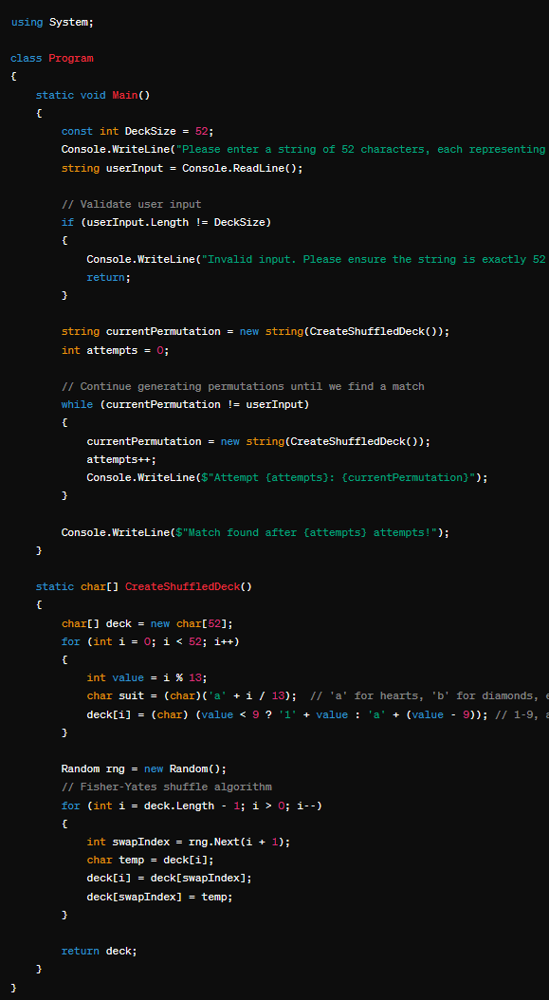 using System;

class Program
{
    static void Main()
    {
        const int DeckSize = 52;
        Console.WriteLine("Please enter a string of 52 characters, each representing
        string userInput = Console.ReadLine();

        // Validate user input
        if (userInput.Length != DeckSize)
        {
            Console.WriteLine("Invalid input. Please ensure the string is exactly 52
            return;
        }

        string currentPermutation = new string(CreateShuffledDeck());
        int attempts = 0;

        // Continue generating permutations until we find a match
        while (currentPermutation != userInput)
        {
            currentPermutation = new string(CreateShuffledDeck());
            attempts++;
            Console.WriteLine($"Attempt {attempts}: {currentPermutation}");
        }

        Console.WriteLine($"Match found after {attempts} attempts!");
    }

    static char[] CreateShuffledDeck()
    {
        char[] deck = new char[52];
        for (int i = 0; i < 52; i++)
        {
            int value = i % 13;
            char suit = (char)('a' + i / 13);  // 'a' for hearts, 'b' for diamonds,
            deck[i] = (char) (value < 9 ? '1' + value : 'a' + (value - 9)); // 1-9,
        }

        Random rng = new Random();
        // Fisher-Yates shuffle algorithm
        for (int i = deck.Length - 1; i > 0; i--)
        {
            int swapIndex = rng.Next(i + 1);
            char temp = deck[i];
            deck[i] = deck[swapIndex];
            deck[swapIndex] = temp;
        }

        return deck;
    }
}